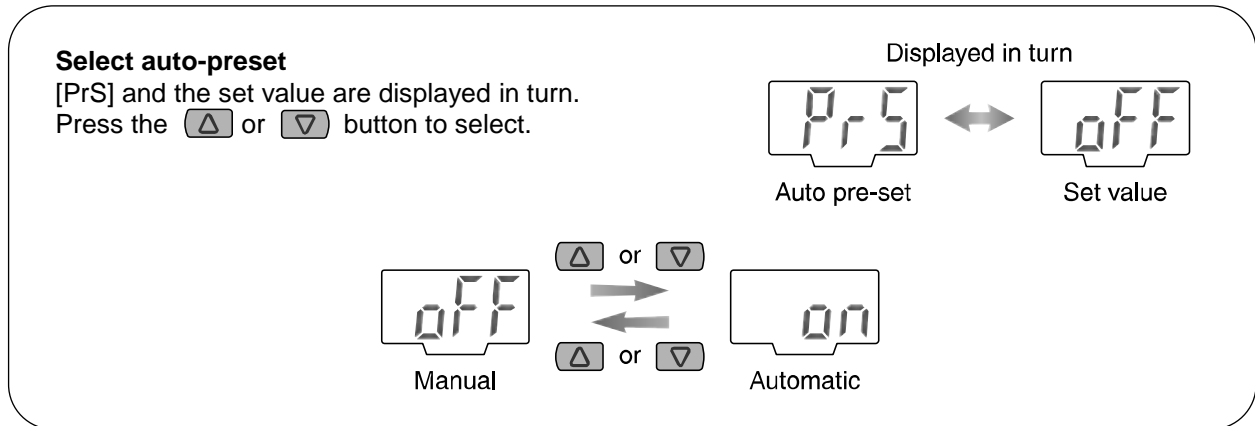 Select auto-preset
[PrS] and the set value are displayed in turn.
Press the △ or ▽ button to select.
Displayed in turn
PrS
oFF
Auto pre-set
Set value
△ or ▽
oFF
on
△ or ▽
Manual
Automatic